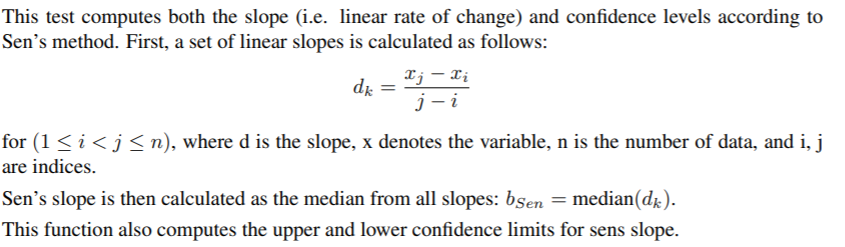 This test computes both the slope (i.e. linear rate of change) and confidence levels according to
Sen's method. First, a set of linear slopes is calculated as follows:
d_k = \frac{x_j - x_i}{j - i}
for (1 ≤ i < j ≤ n), where d is the slope, x denotes the variable, n is the number of data, and i, j
are indices.
Sen's slope is then calculated as the median from all slopes: b_{Sen} = median(d_k).
This function also computes the upper and lower confidence limits for sens slope.